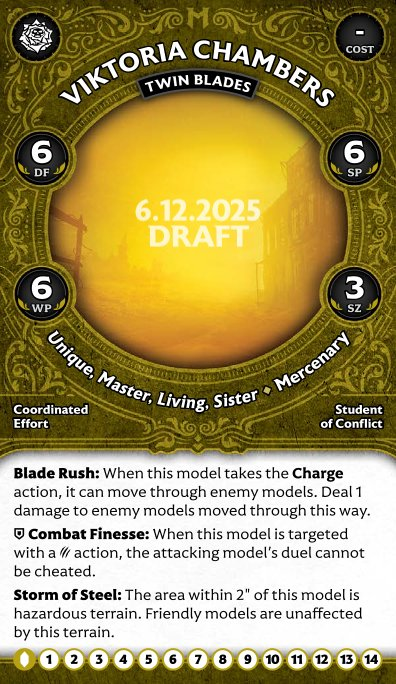 M
VIKTORIA CHAMBERS
TWIN BLADES
-
COST
6
DF
6
SP
6.12.2025
DRAFT
6
WP
3
SZ
Unique, Master, Living, Sister • Mercenary
Coordinated
Effort
Student
of Conflict
Blade Rush: When this model takes the Charge
action, it can move through enemy models. Deal 1
damage to enemy models moved through this way.
Combat Finesse: When this model is targeted
with a action, the attacking model's duel cannot
be cheated.
Storm of Steel: The area within 2" of this model is
hazardous terrain. Friendly models are unaffected
by this terrain.
1 2 3 4 5 6 7 8 9 10 11 12 13 14